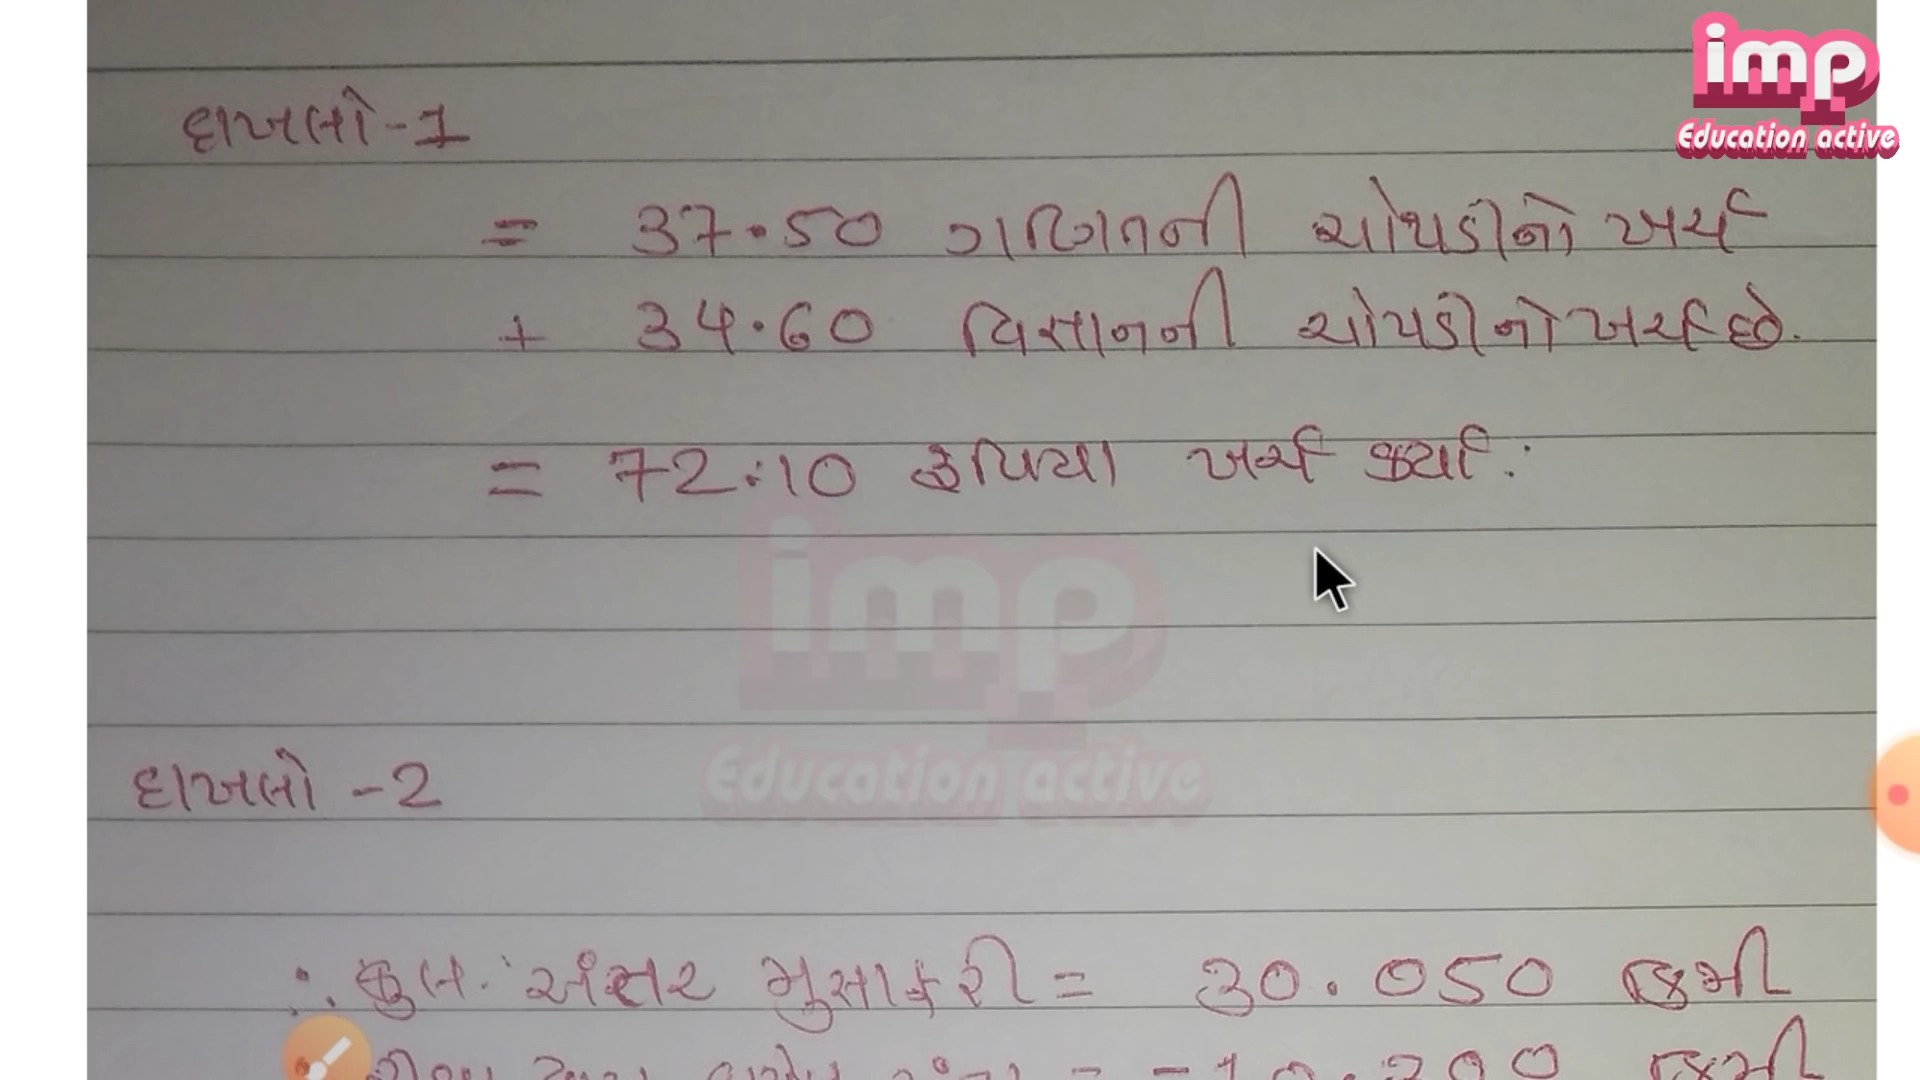 imp
Education active
દાખલો-1
= 37.50 ગણિતની ચોપડીનો ખર્ચ
+ 34.60 વિજ્ઞાનની ચોપડીનો ખર્ચ છે.
= 72.10 રૂપિયા ખર્ચ કર્યા.
imp
Education active
દાખલો -2
∴ કુલ અંતર મુસાફરી = 30.050 કિમી
કિમી